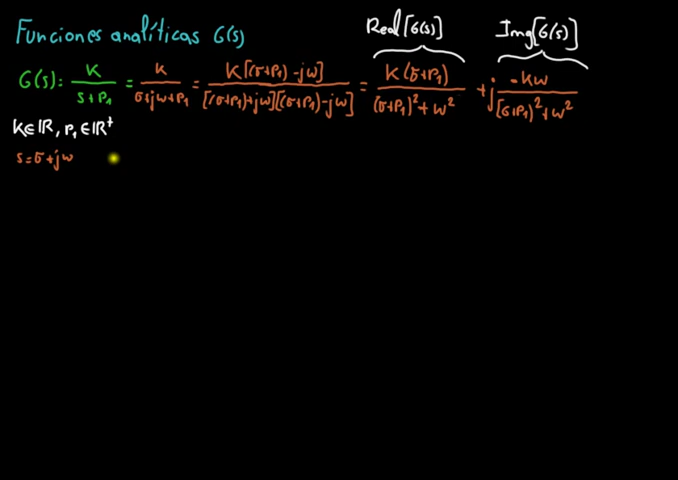 Funciones analíticas G(s)
Real[G(s)]
Img[G(s)]
G(s): K / s+p₁ = K / σ+jω+p₁ = K[(σ+p₁)-jω] / [(σ+p₁)+jω][(σ+p₁)-jω] = K(σ+p₁) / (σ+p₁)²+ω² + j -Kω / [σ+p₁)²+ω²
K∈ℝ, p₁∈ℝ⁺
s=σ+jω